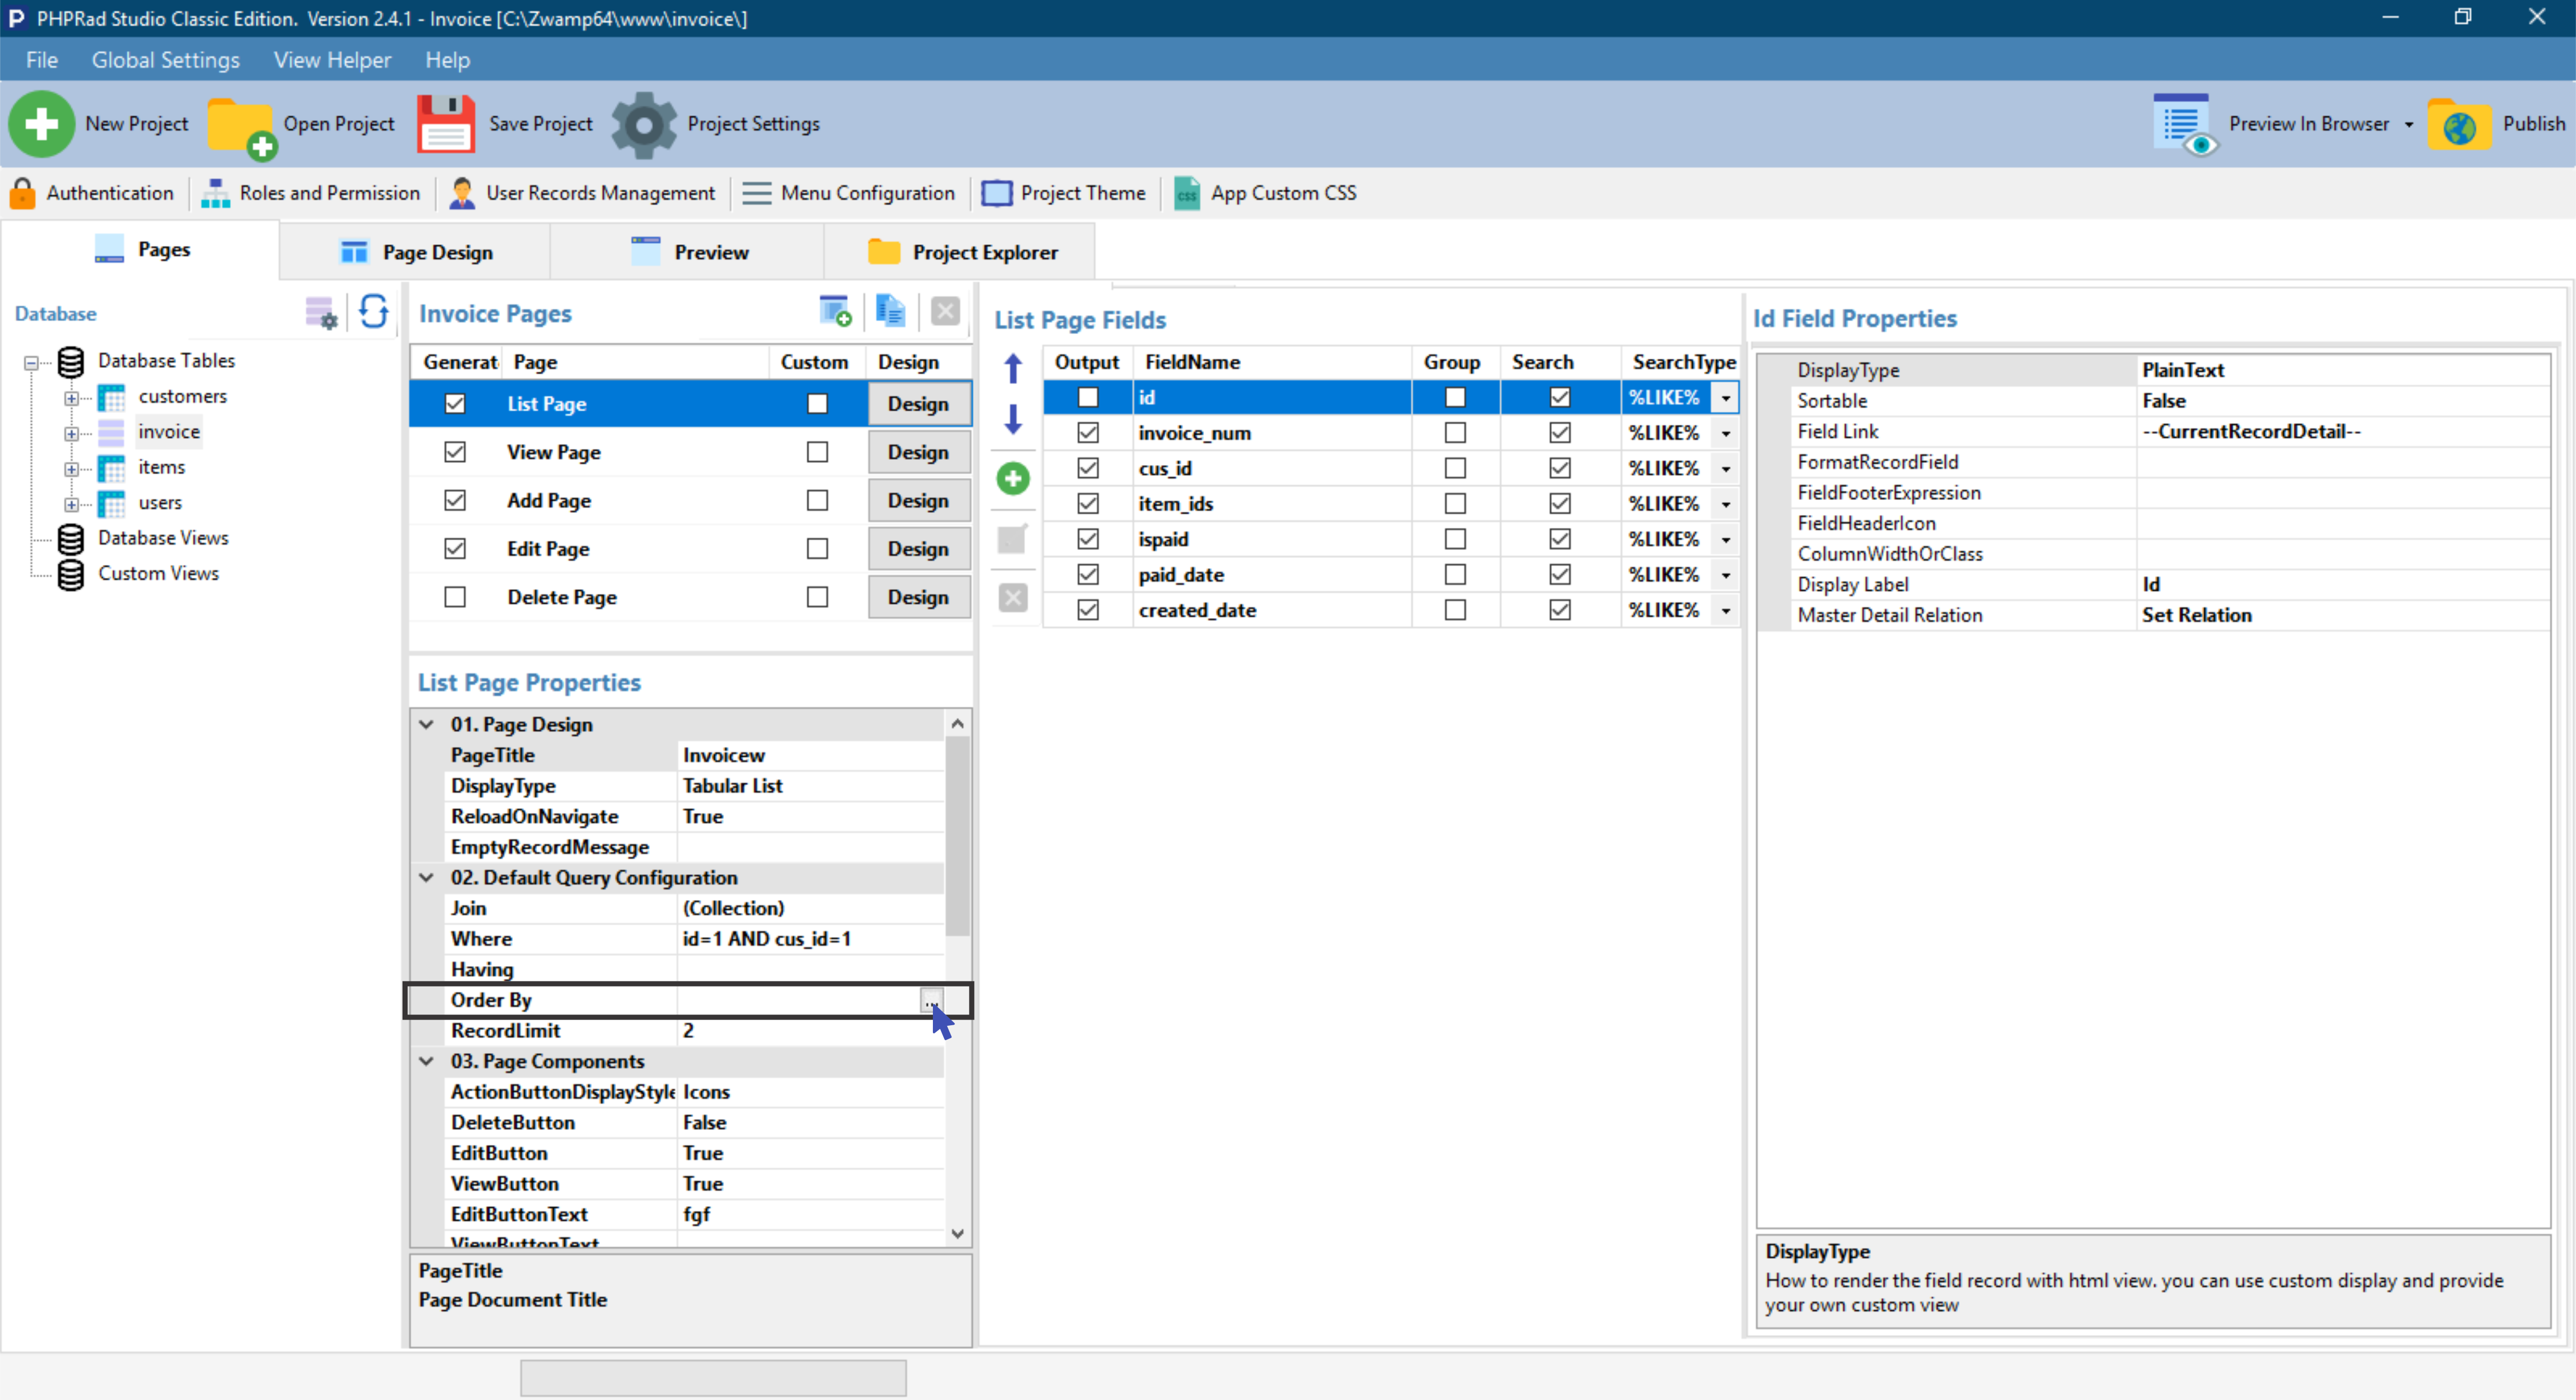 PHPRad Studio Classic Edition. Version 2.4.1 - Invoice [C:\Zwamp64\www\invoice\]
File Global Settings View Helper Help
New Project Open Project Save Project Project Settings Preview In Browser Publish
Authentication Roles and Permission User Records Management Menu Configuration Project Theme App Custom CSS
Pages Page Design Preview Project Explorer
Database
Database Tables
customers
invoice
items
users
Database Views
Custom Views
Invoice Pages
Generat Page Custom Design
List Page Design
View Page Design
Add Page Design
Edit Page Design
Delete Page Design
List Page Properties
01. Page Design
PageTitle Invoicew
DisplayType Tabular List
ReloadOnNavigate True
EmptyRecordMessage
02. Default Query Configuration
Join (Collection)
Where id=1 AND cus_id=1
Having
Order By ...
RecordLimit 2
03. Page Components
ActionButtonDisplayStyle Icons
DeleteButton False
EditButton True
ViewButton True
EditButtonText fgf
ViewButtonText
PageTitle
Page Document Title
List Page Fields
Output FieldName Group Search SearchType
id %LIKE%
invoice_num %LIKE%
cus_id %LIKE%
item_ids %LIKE%
ispaid %LIKE%
paid_date %LIKE%
created_date %LIKE%
Id Field Properties
DisplayType PlainText
Sortable False
Field Link --CurrentRecordDetail--
FormatRecordField
FieldFooterExpression
FieldHeaderIcon
ColumnWidthOrClass
Display Label Id
Master Detail Relation Set Relation
DisplayType
How to render the field record with html view. you can use custom display and provide
your own custom view